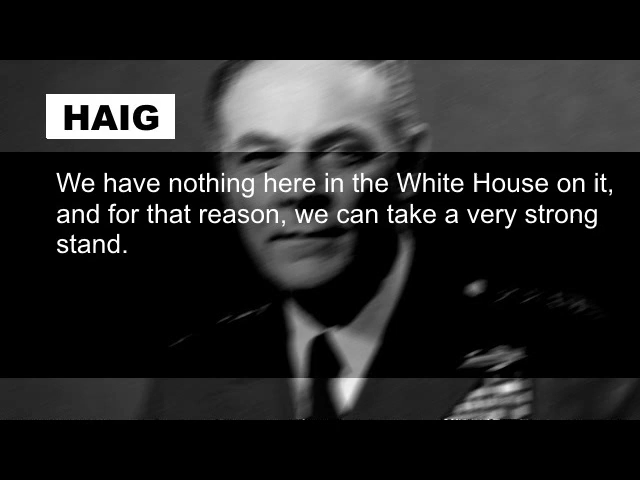 HAIG
We have nothing here in the White House on it,
and for that reason, we can take a very strong
stand.